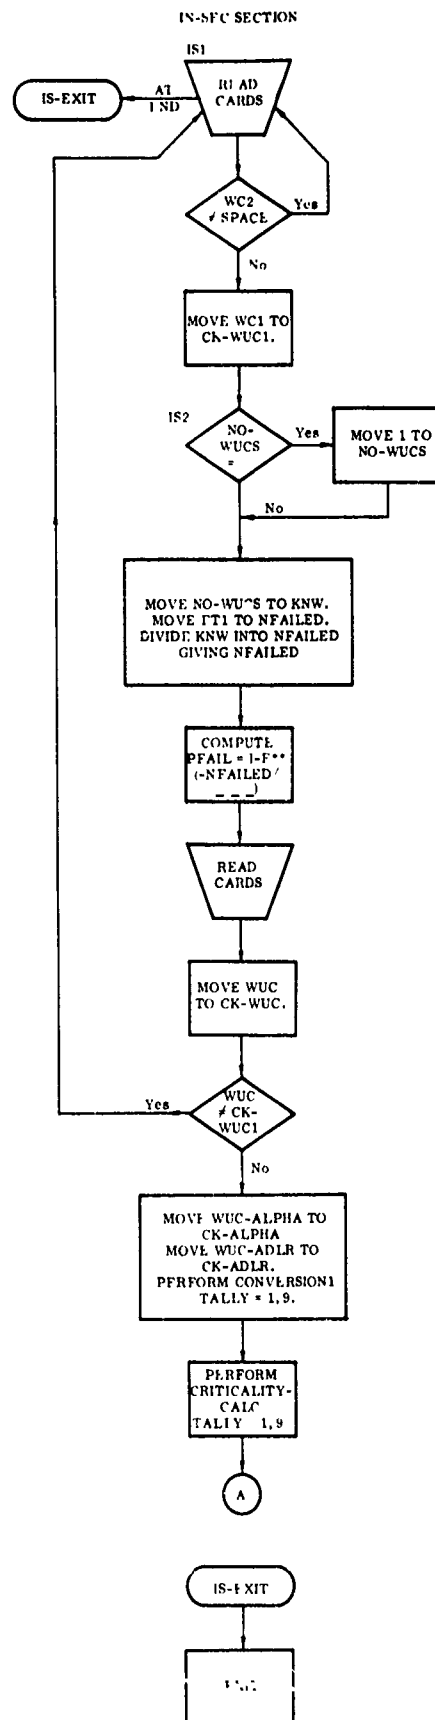 IN-SEC SECTION
IS1
READ
CARDS
AT
END
IS-EXIT
WC2
≠ SPACE
Yes
No
MOVE WC1 TO
CK-WUC1.
IS2
NO-
WUCS
=
Yes
MOVE 1 TO
NO-WUCS
No
MOVE NO-WUCS TO KNW.
MOVE FT1 TO NFAILED.
DIVIDE KNW INTO NFAILED
GIVING NFAILED
COMPUTE
PFAIL = 1-E**
(-NFAILED/
_ _ _)
READ
CARDS
MOVE WUC
TO CK-WUC.
WUC
≠ CK-
WUC1
Yes
No
MOVE WUC-ALPHA TO
CK-ALPHA
MOVE WUC-ADLR TO
CK-ADLR.
PERFORM CONVERSION1
TALLY = 1,9.
PERFORM
CRITICALITY-
CALC
TALLY 1,9
A
IS-EXIT